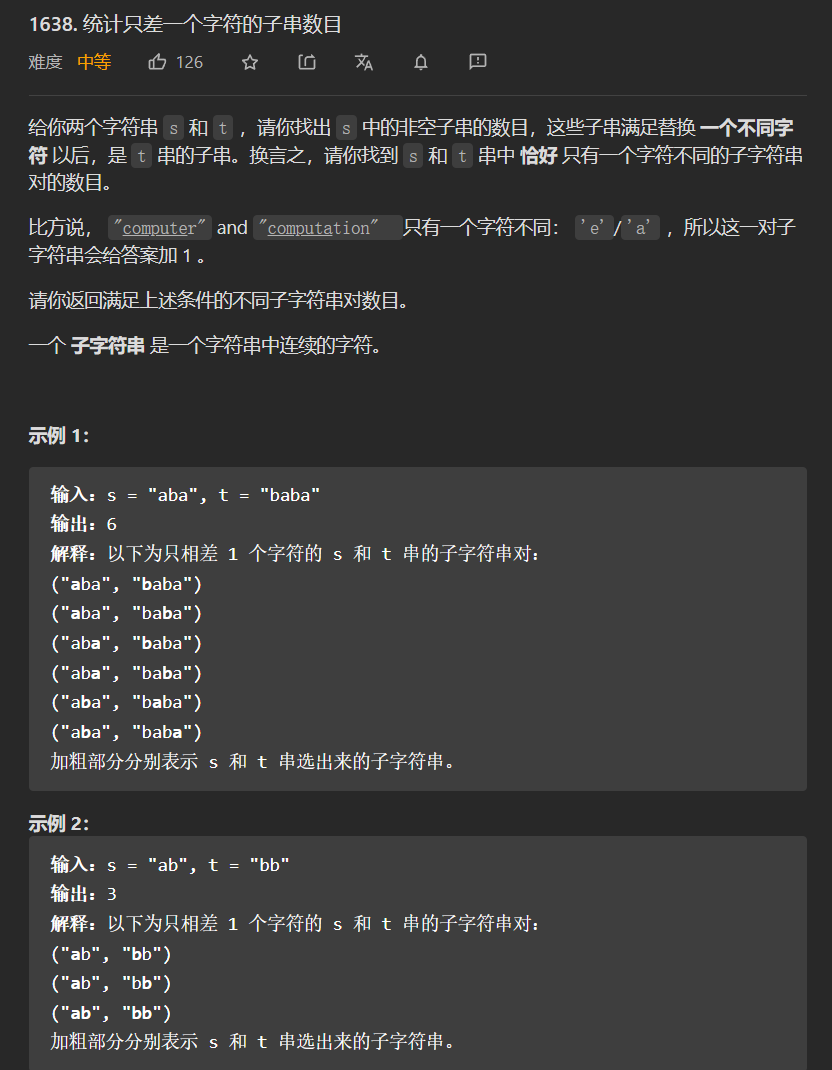 1638. 统计只差一个字符的子串数目
难度 中等 126
给你两个字符串 s 和 t ，请你找出 s 中的非空子串的数目，这些子串满足替换 一个不同字
符 以后，是 t 串的子串。换言之，请你找到 s 和 t 串中 恰好 只有一个字符不同的子字符串
对的数目。
比方说， "computer" and "computation" 只有一个字符不同： 'e'/'a' ，所以这一对子
字符串会给答案加 1 。
请你返回满足上述条件的不同子字符串对数目。
一个 子字符串 是一个字符串中连续的字符。
示例 1：
输入：s = "aba", t = "baba"
输出：6
解释：以下为只相差 1 个字符的 s 和 t 串的子字符串对：
("aba", "baba")
("aba", "baba")
("aba", "baba")
("aba", "baba")
("aba", "baba")
("aba", "baba")
加粗部分分别表示 s 和 t 串选出来的子字符串。
示例 2：
输入：s = "ab", t = "bb"
输出：3
解释：以下为只相差 1 个字符的 s 和 t 串的子字符串对：
("ab", "bb")
("ab", "bb")
("ab", "bb")
加粗部分分别表示 s 和 t 串选出来的子字符串。